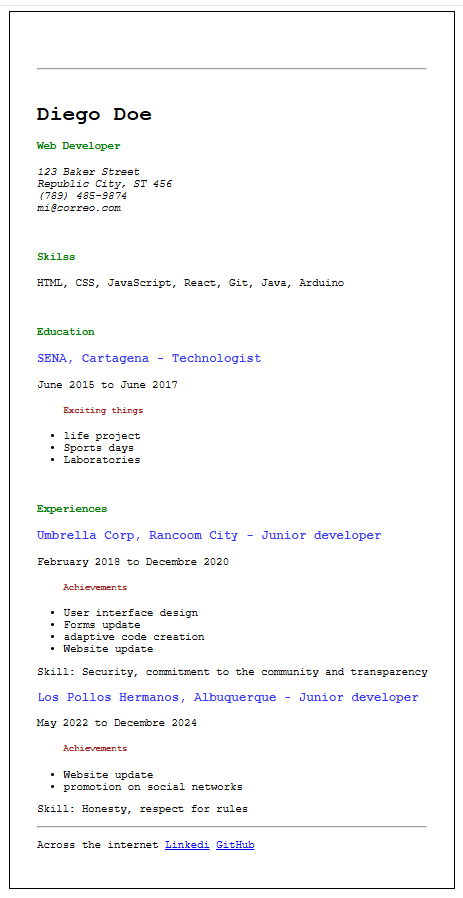 Diego Doe
Web Developer
123 Baker Street
Republic City, ST 456
(789) 485-9874
mi@correo.com
Skilss
HTML, CSS, JavaScript, React, Git, Java, Arduino
Education
SENA, Cartagena - Technologist
June 2015 to June 2017
Exciting things
• life project
• Sports days
• Laboratories
Experiences
Umbrella Corp, Rancoom City - Junior developer
February 2018 to Decembre 2020
Achievements
• User interface design
• Forms update
• adaptive code creation
• Website update
Skill: Security, commitment to the community and transparency
Los Pollos Hermanos, Albuquerque - Junior developer
May 2022 to Decembre 2024
Achievements
• Website update
• promotion on social networks
Skill: Honesty, respect for rules
Across the internet Linkedi GitHub